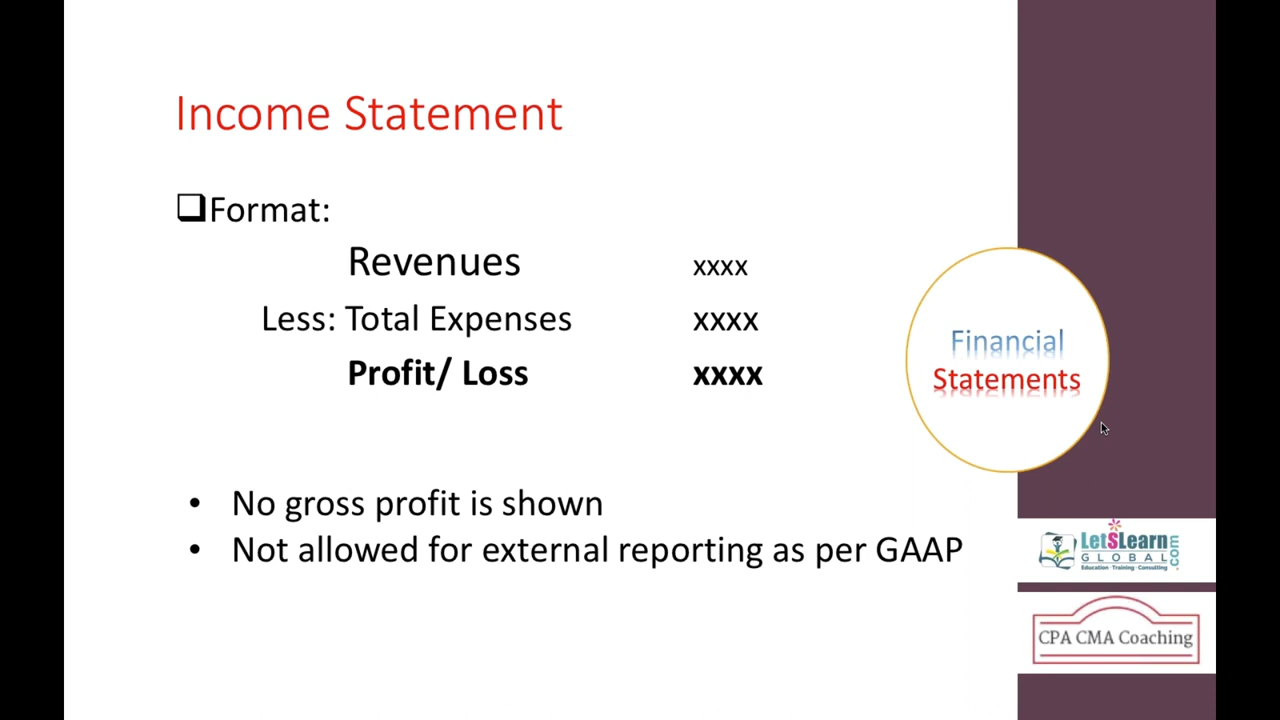 Income Statement
Format:
Revenues xxxx
Less: Total Expenses xxxx
Profit/ Loss xxxx
Financial
Statements
• No gross profit is shown
• Not allowed for external reporting as per GAAP
LetSLearn
GLOBAL
.com
Education - Training - Consulting
CPA CMA Coaching